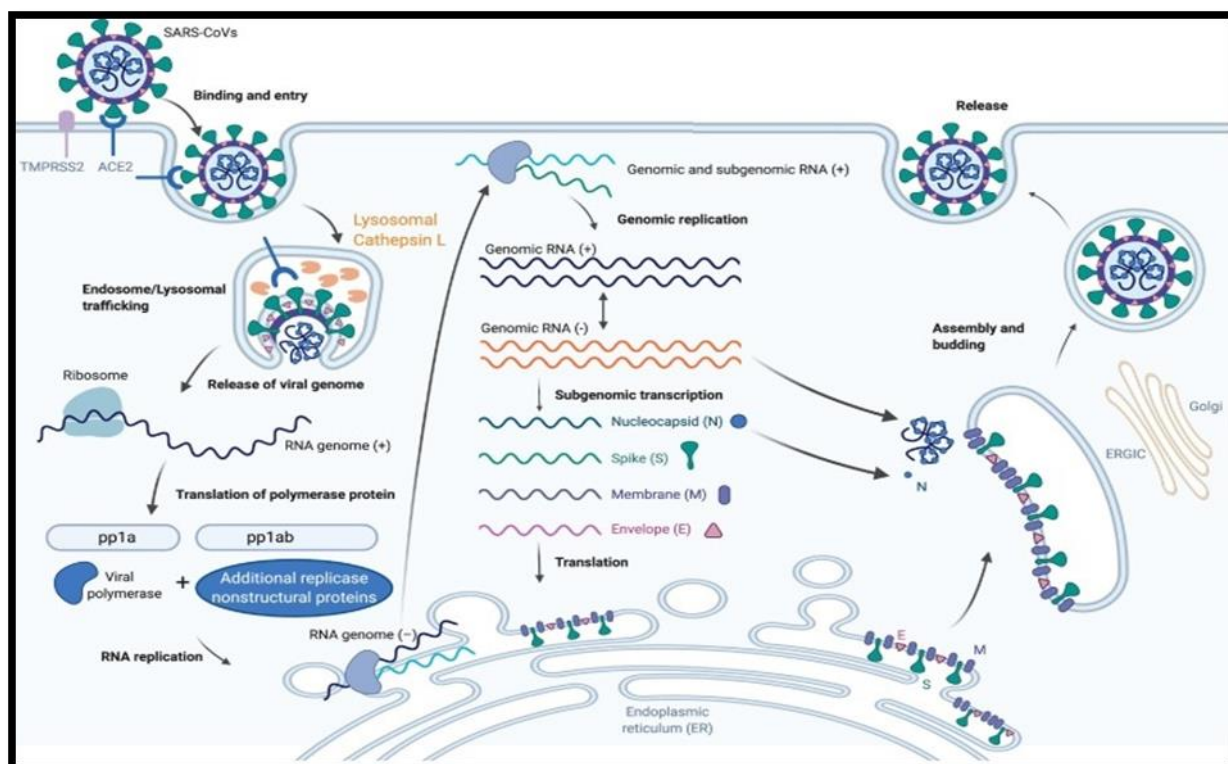 SARS-CoVs
Binding and entry
TMPRSS2
ACE2
Lysosomal
Cathepsin L
Endosome/Lysosomal
trafficking
Release of viral genome
Ribosome
RNA genome (+)
Translation of polymerase protein
pp1a
pp1ab
Viral
polymerase
+
Additional replicase
nonstructural proteins
RNA replication
RNA genome (−)
Genomic and subgenomic RNA (+)
Genomic replication
Genomic RNA (+)
Genomic RNA (-)
Subgenomic transcription
Nucleocapsid (N)
Spike (S)
Membrane (M)
Envelope (E)
Translation
Endoplasmic
reticulum (ER)
E
M
S
N
Assembly and
budding
ERGIC
Golgi
Release